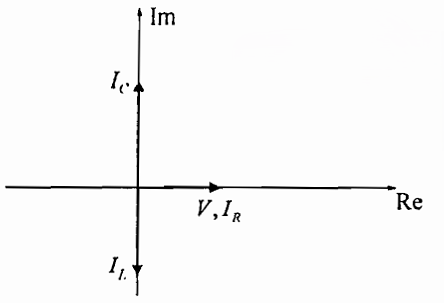 Im
I_C
Re
V, I_R
I_L